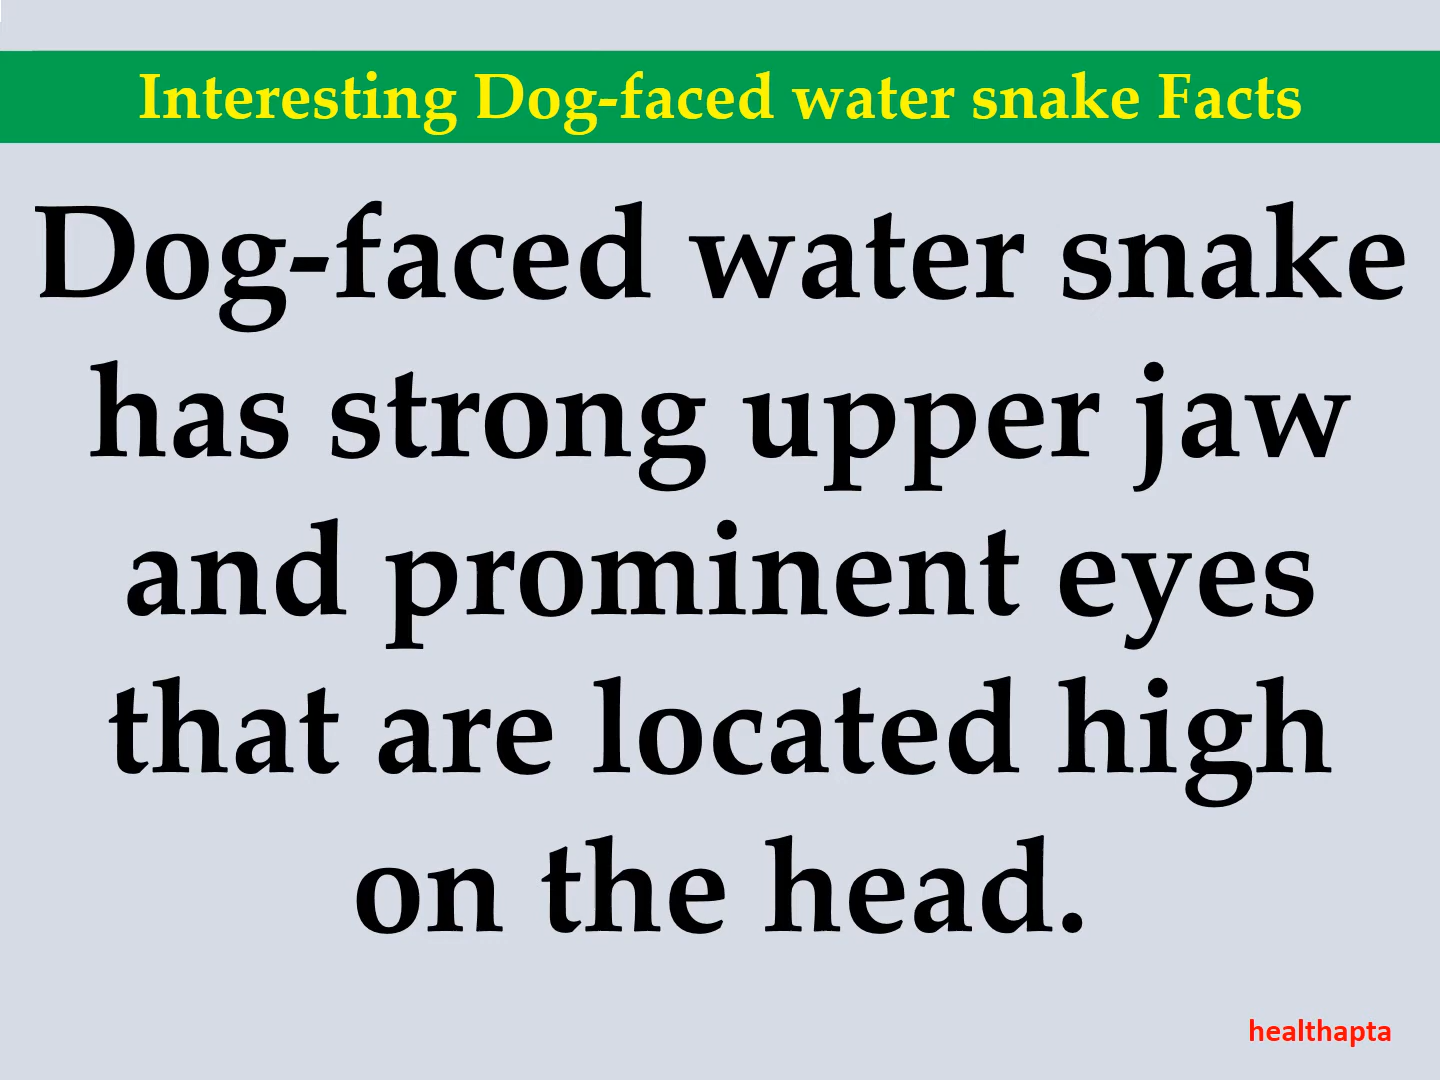 Interesting Dog-faced water snake Facts
Dog-faced water snake
has strong upper jaw
and prominent eyes
that are located high
on the head.
healthapta